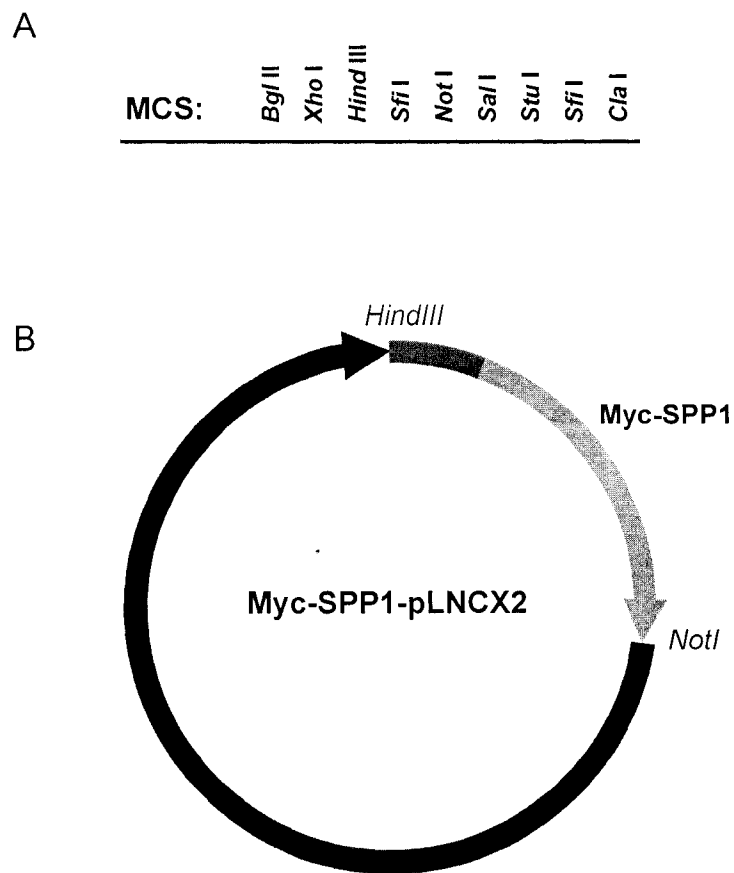 A
MCS: Bgl II Xho I Hind III Sfi I Not I Sal I Stu I Sfi I Cla I
B
HindIII
Myc-SPP1
Myc-SPP1-pLNCX2
NotI